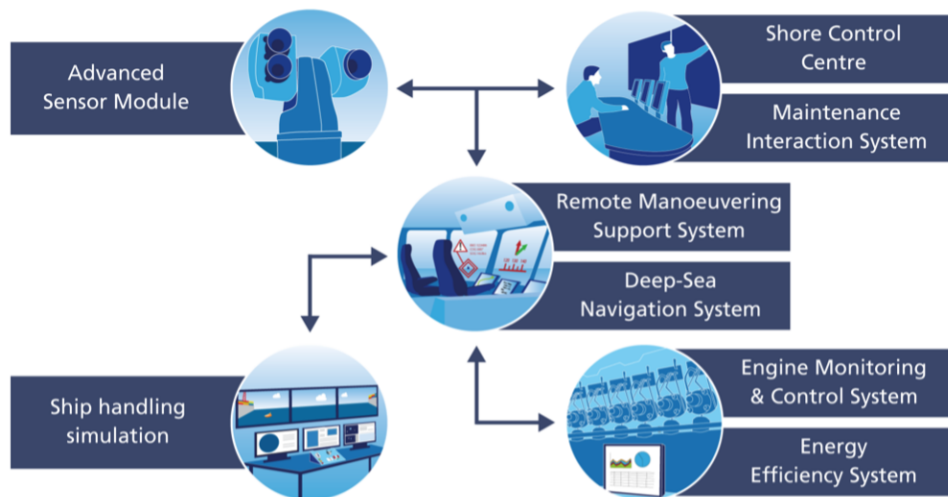 Advanced
Sensor Module
Shore Control
Centre
Maintenance
Interaction System
Remote Manoeuvering
Support System
Deep-Sea
Navigation System
Ship handling
simulation
Engine Monitoring
& Control System
Energy
Efficiency System